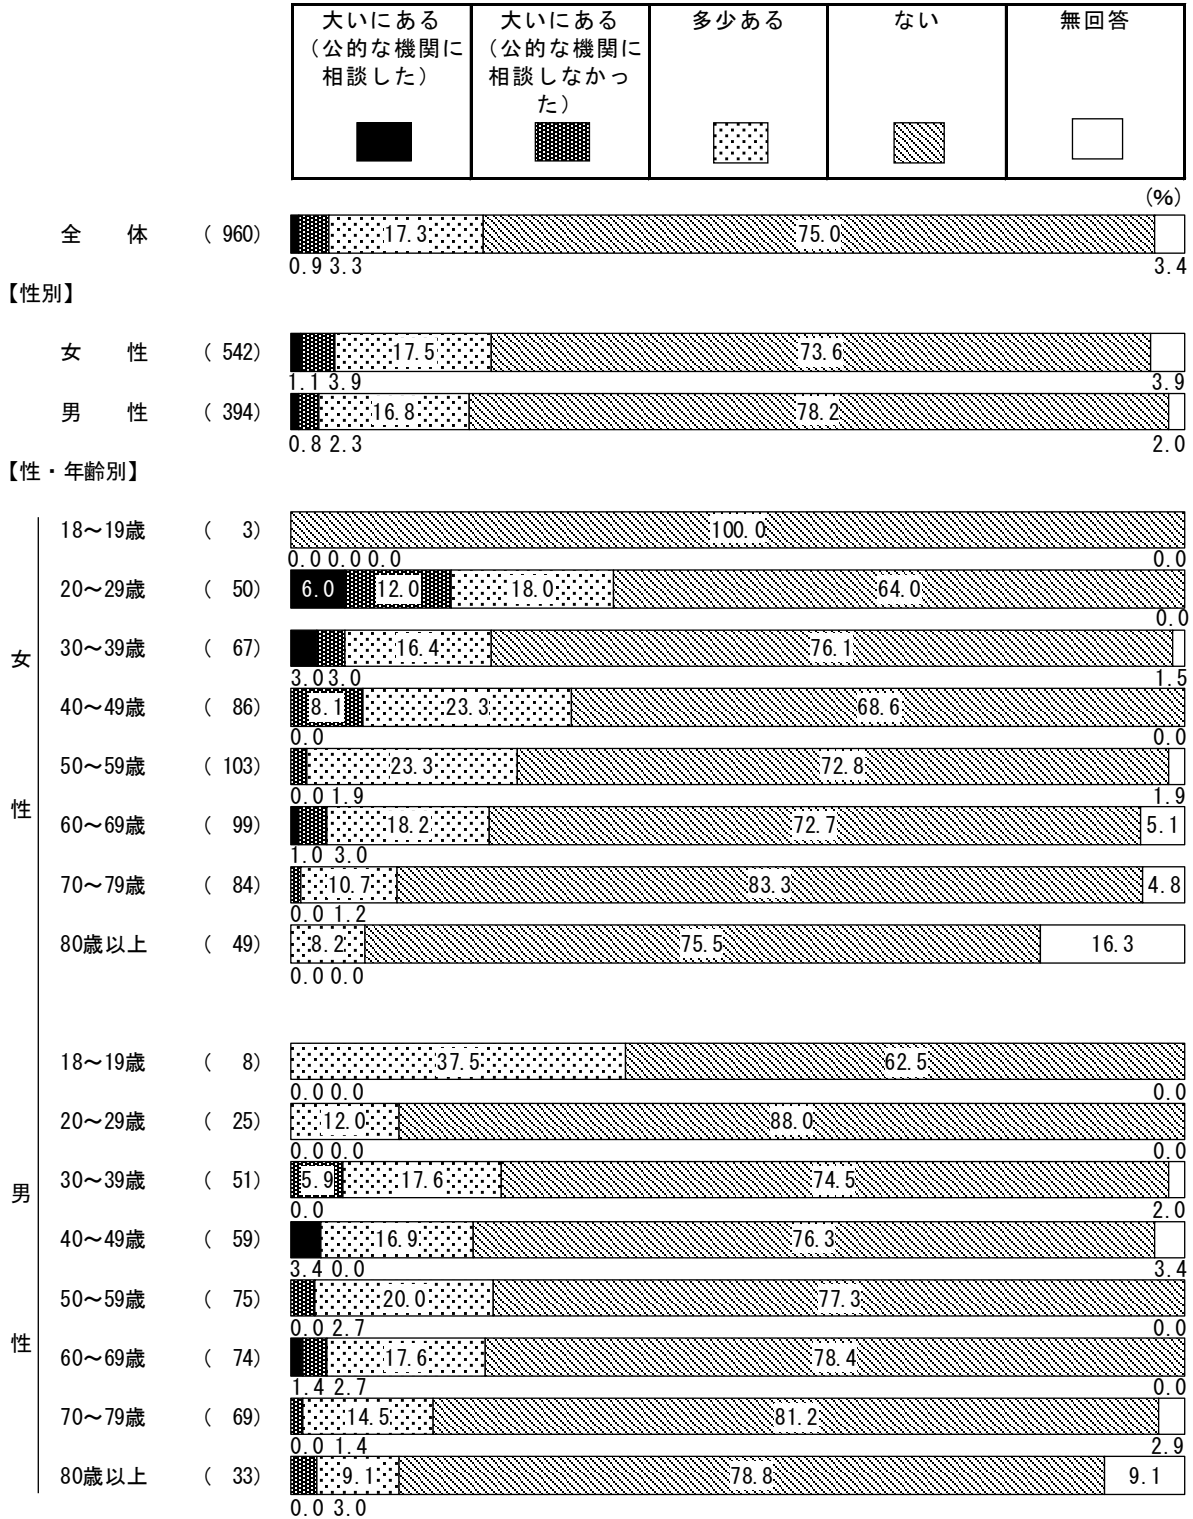 大いにある
（公的な機関に
相談した）
大いにある
（公的な機関に
相談しなかっ
た）
多少ある
ない
無回答
(%)
全　体 ( 960) 17.3 75.0
0.9 3.3 3.4
【性別】
女　性 ( 542) 17.5 73.6
1.1 3.9 3.9
男　性 ( 394) 16.8 78.2
0.8 2.3 2.0
【性・年齢別】
女性
18～19歳 ( 3) 100.0
0.0 0.0 0.0 0.0
20～29歳 ( 50) 6.0 12.0 18.0 64.0
0.0
30～39歳 ( 67) 16.4 76.1
3.0 3.0 1.5
40～49歳 ( 86) 8.1 23.3 68.6
0.0 0.0
50～59歳 ( 103) 23.3 72.8
0.0 1.9 1.9
60～69歳 ( 99) 18.2 72.7 5.1
1.0 3.0
70～79歳 ( 84) 10.7 83.3 4.8
0.0 1.2
80歳以上 ( 49) 8.2 75.5 16.3
0.0 0.0
男性
18～19歳 ( 8) 37.5 62.5
0.0 0.0 0.0
20～29歳 ( 25) 12.0 88.0
0.0 0.0 0.0
30～39歳 ( 51) 5.9 17.6 74.5
0.0 2.0
40～49歳 ( 59) 16.9 76.3
3.4 0.0 3.4
50～59歳 ( 75) 20.0 77.3
0.0 2.7 0.0
60～69歳 ( 74) 17.6 78.4
1.4 2.7 0.0
70～79歳 ( 69) 14.5 81.2
0.0 1.4 2.9
80歳以上 ( 33) 9.1 78.8 9.1
0.0 3.0